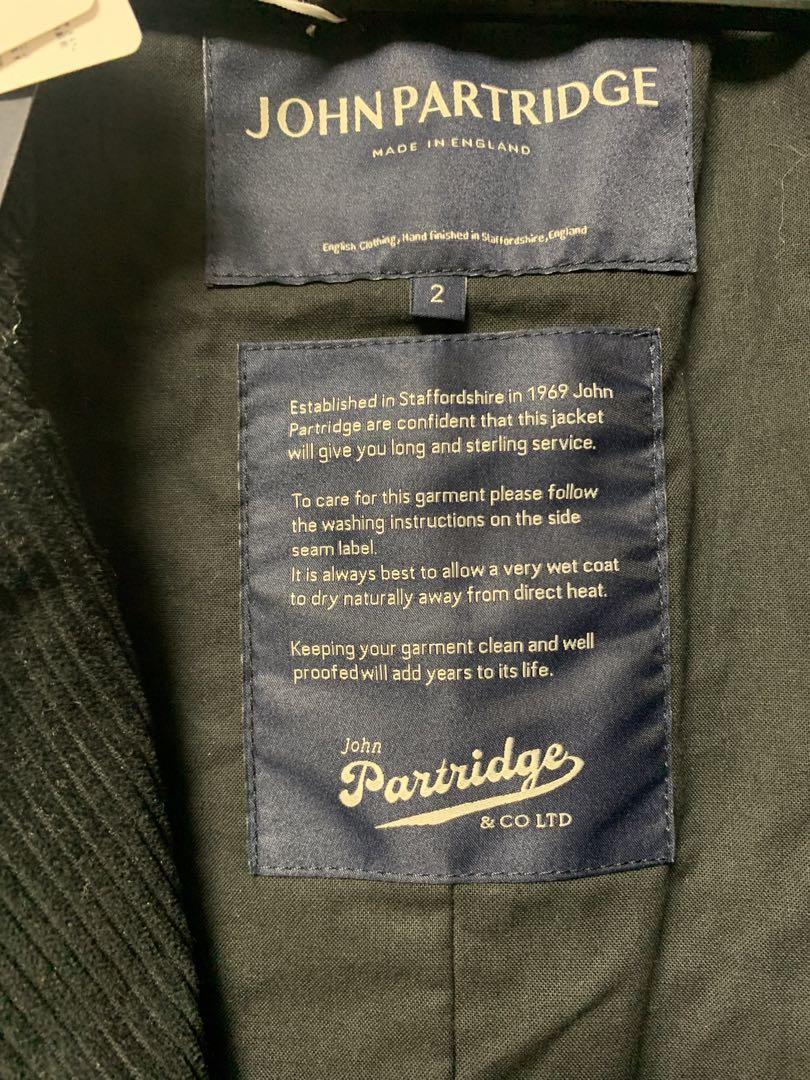 JOHN PARTRIDGE
MADE IN ENGLAND
English Clothing, Hand finished in Staffordshire, England
2
Established in Staffordshire in 1969 John
Partridge are confident that this jacket
will give you long and sterling service.
To care for this garment please follow
the washing instructions on the side
seam label.
It is always best to allow a very wet coat
to dry naturally away from direct heat.
Keeping your garment clean and well
proofed will add years to its life.
John
Partridge
& CO LTD